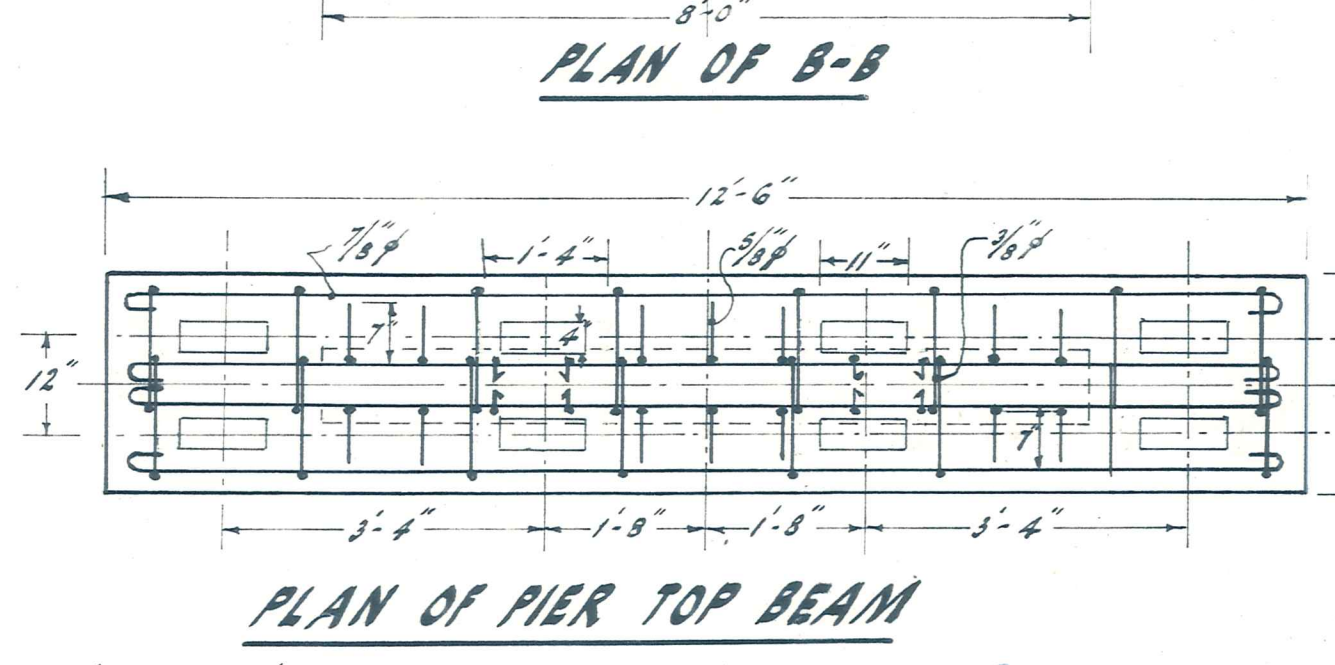 8'-0"
PLAN OF B-B
12'-6"
7/8"φ
1'-4"
5/8"φ
11"
3/8"φ
7"
4"
12"
7"
3'-4"
1'-8"
1'-8"
3'-4"
PLAN OF PIER TOP BEAM